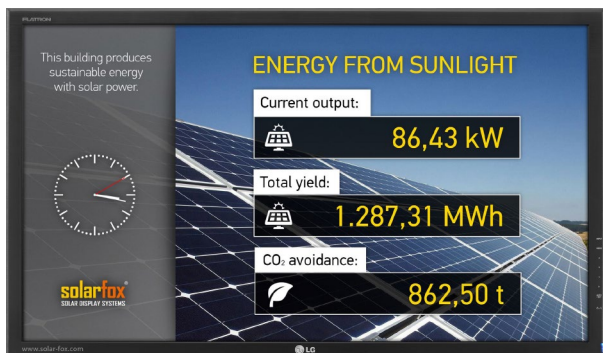 FLATRON
This building produces
sustainable energy
with solar power.
solarfox
SOLAR DISPLAY SYSTEMS
www.solar-fox.com
ENERGY FROM SUNLIGHT
Current output:
86,43 kW
Total yield:
1.287,31 MWh
CO₂ avoidance:
862,50 t
LG